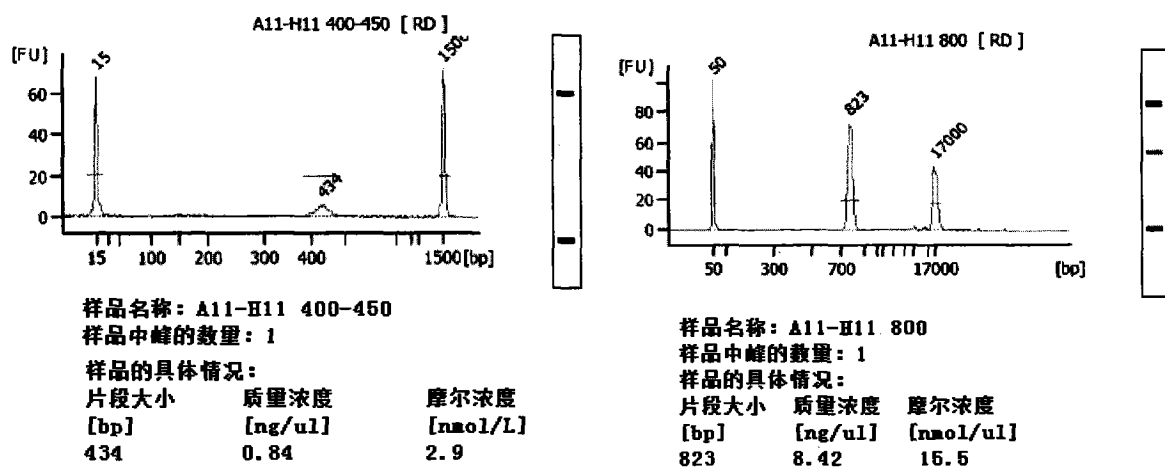 A11-H11 400-450 [ RD ]
[FU]
15
1500
60
40
20
0
434
15 100 200 300 400 1500[bp]
样品名称: A11-H11 400-450
样品中峰的数量: 1
样品的具体情况:
片段大小 质量浓度 摩尔浓度
[bp] [ng/ul] [nmol/L]
434 0.84 2.9
A11-H11 800 [ RD ]
[FU]
50
823
17000
80
60
40
20
0
50 300 700 17000 [bp]
样品名称: A11-H11 800
样品中峰的数量: 1
样品的具体情况:
片段大小 质量浓度 摩尔浓度
[bp] [ng/ul] [nmol/ul]
823 8.42 15.5